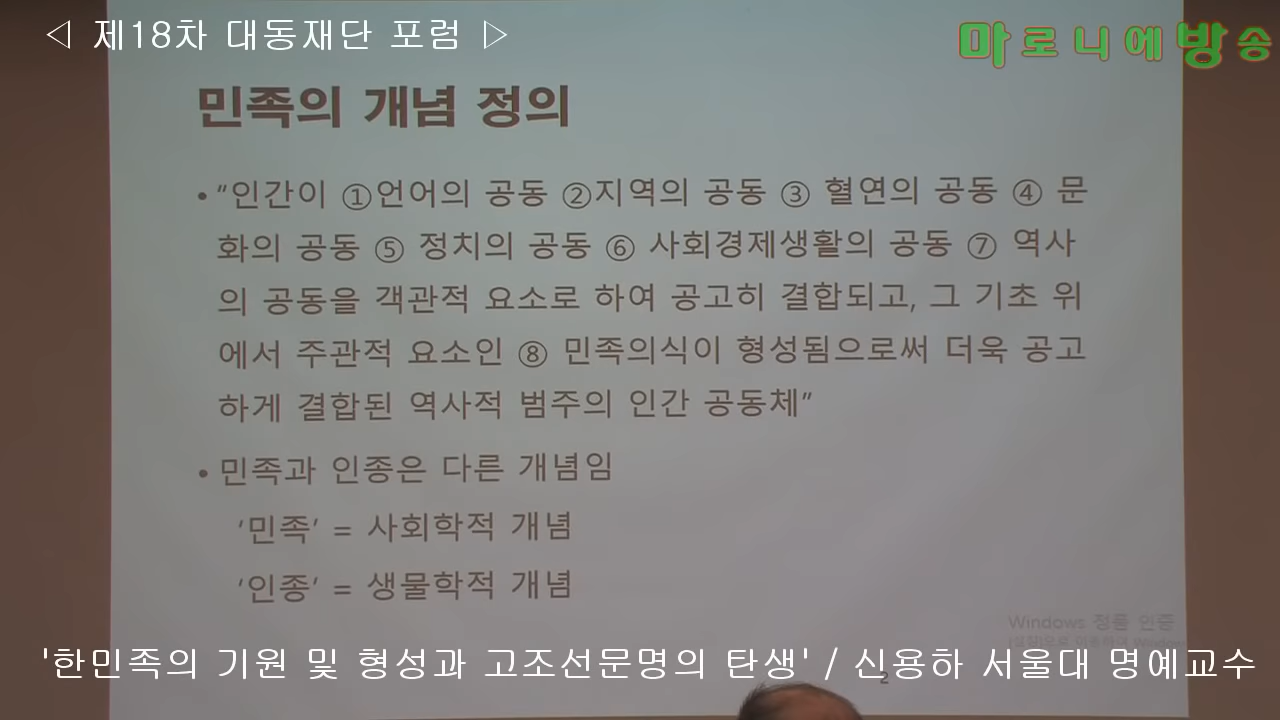 ◁ 제18차 대동재단 포럼 ▷
마로니에방송
민족의 개념 정의
• “인간이 ①언어의 공동 ②지역의 공동 ③ 혈연의 공동 ④ 문
화의 공동 ⑤ 정치의 공동 ⑥ 사회경제생활의 공동 ⑦ 역사
의 공동을 객관적 요소로 하여 공고히 결합되고, 그 기초 위
에서 주관적 요소인 ⑧ 민족의식이 형성됨으로써 더욱 공고
하게 결합된 역사적 범주의 인간 공동체”
• 민족과 인종은 다른 개념임
‘민족’ = 사회학적 개념
‘인종’ = 생물학적 개념
Windows 정품 인증
2
'한민족의 기원 및 형성과 고조선문명의 탄생' / 신용하 서울대 명예교수